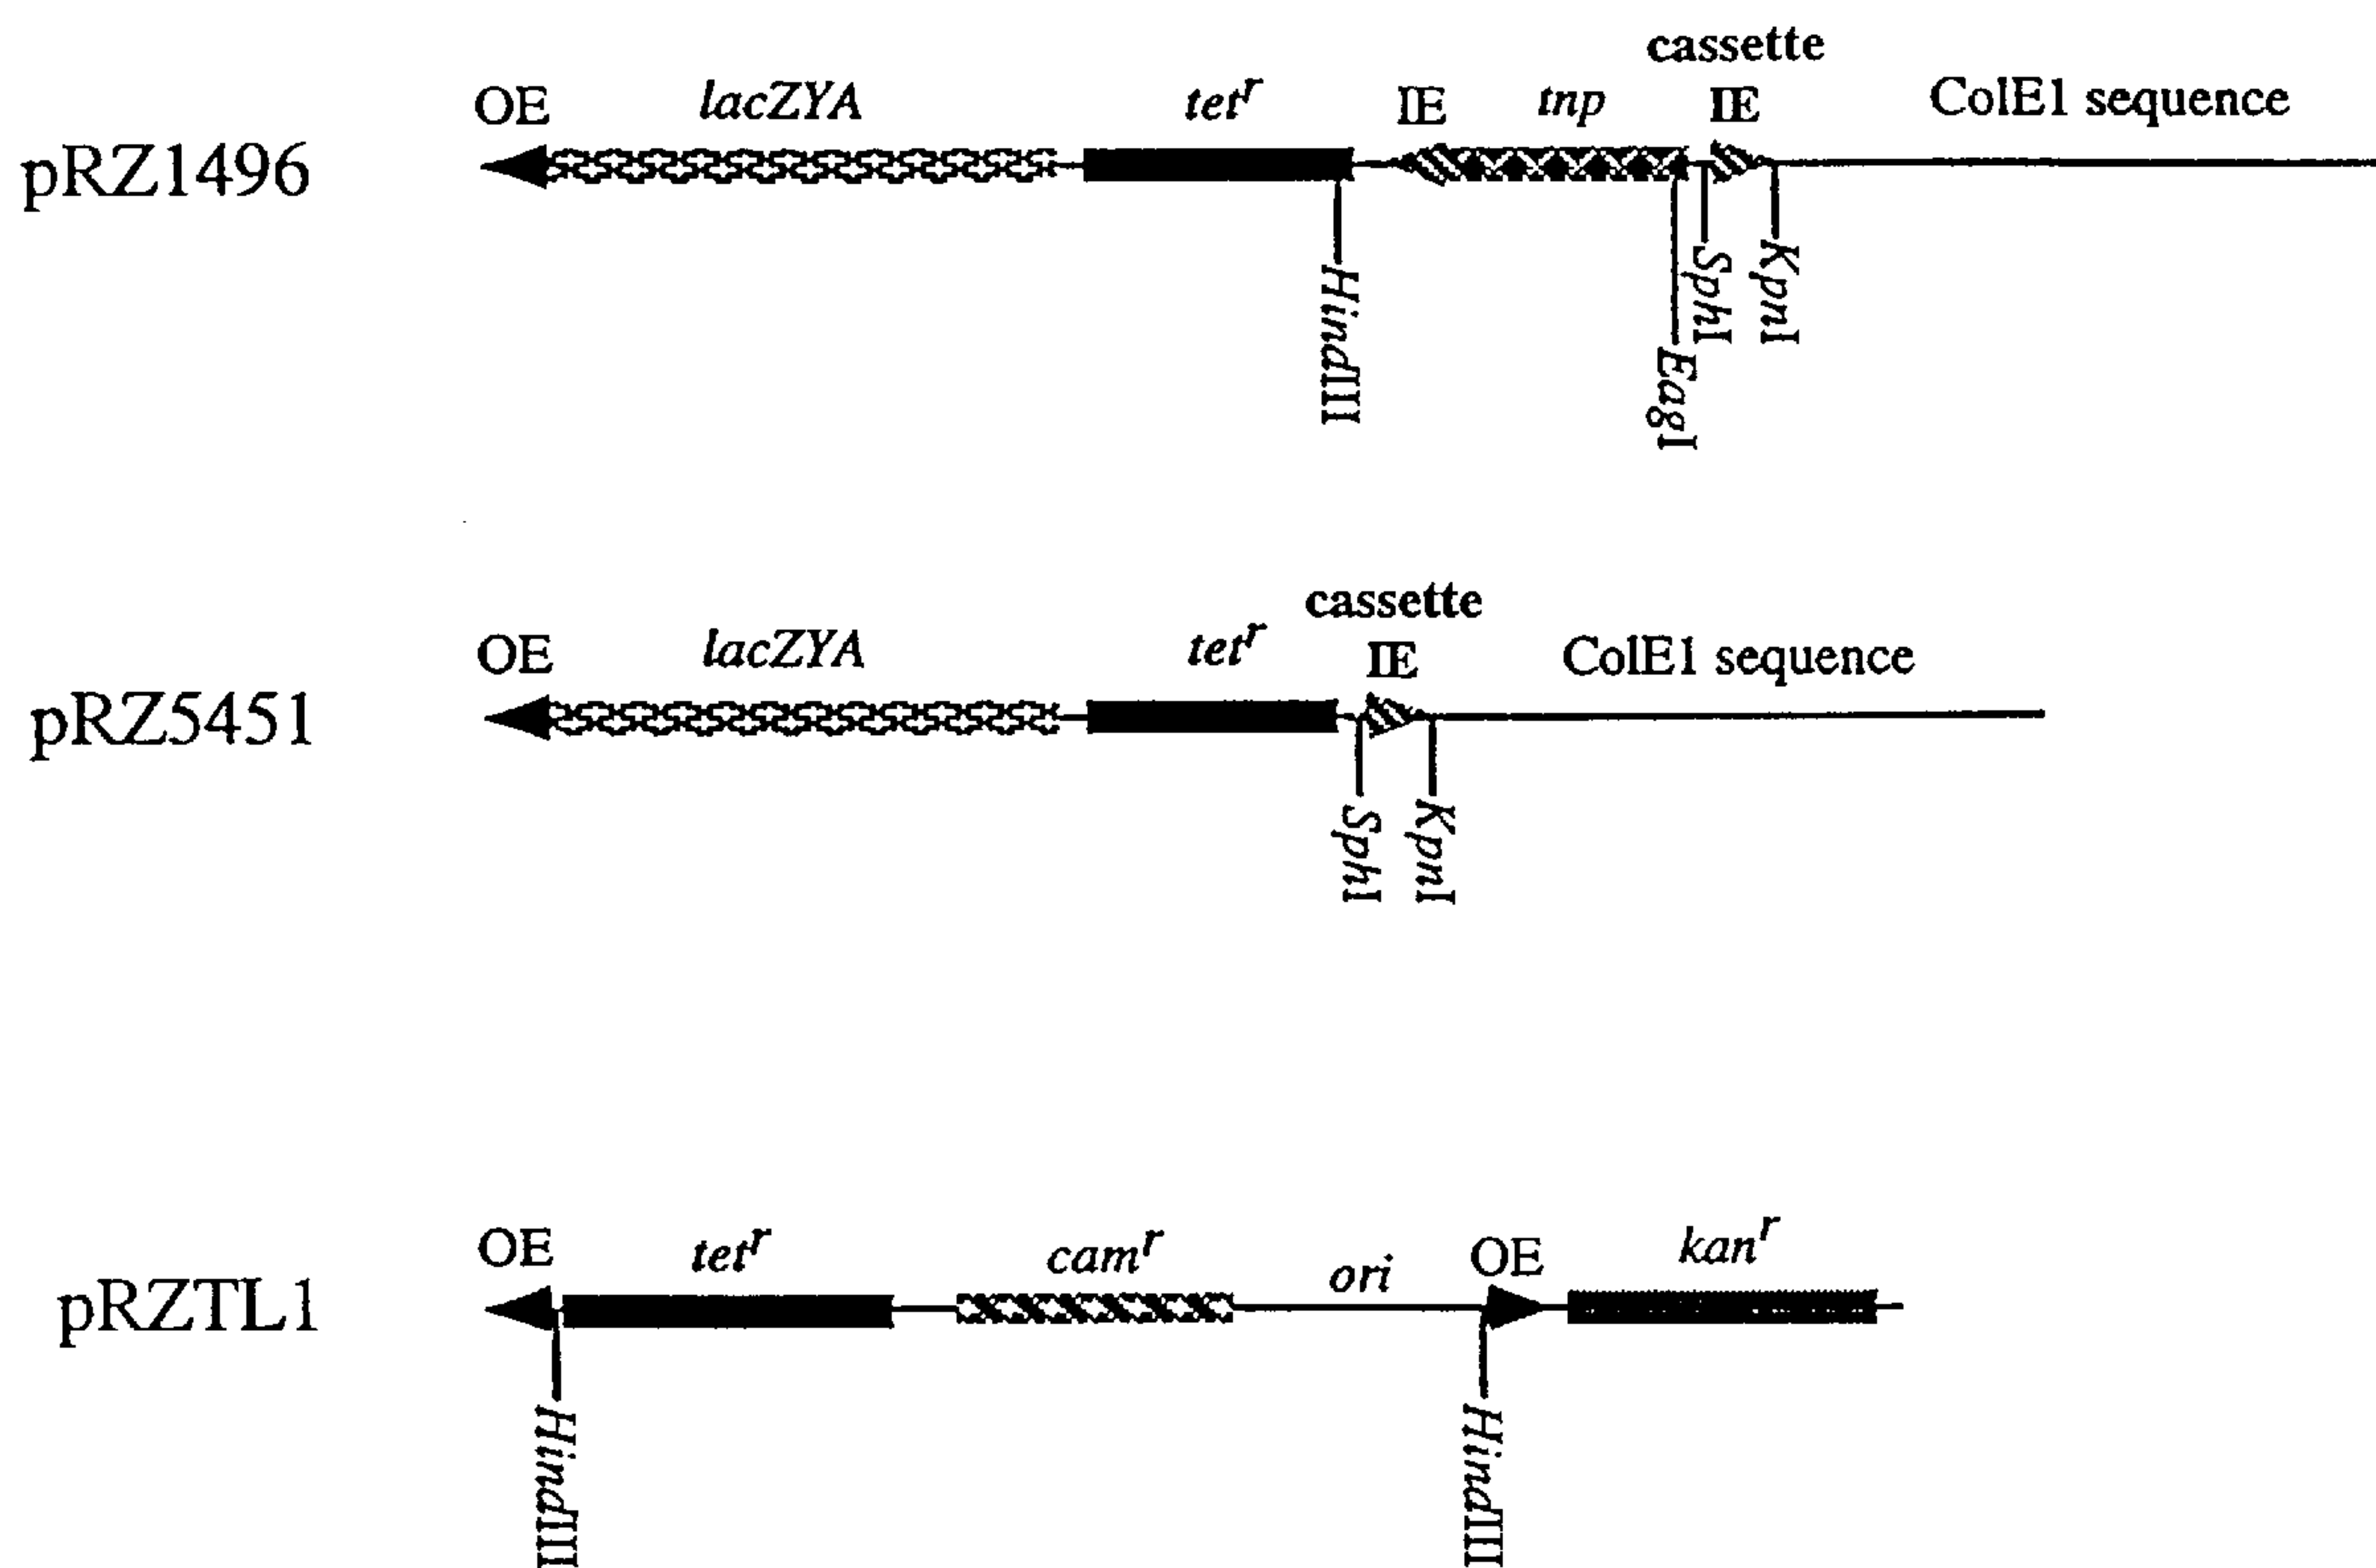 cassette
OE lacZYA tetʳ IE tnp IE ColE1 sequence
pRZ1496
HindIII EagI SphI KpnI
cassette
OE lacZYA tetʳ IE ColE1 sequence
pRZ5451
SphI KpnI
OE tetʳ camʳ ori OE kanʳ
pRZTL1
HindIII HindIII